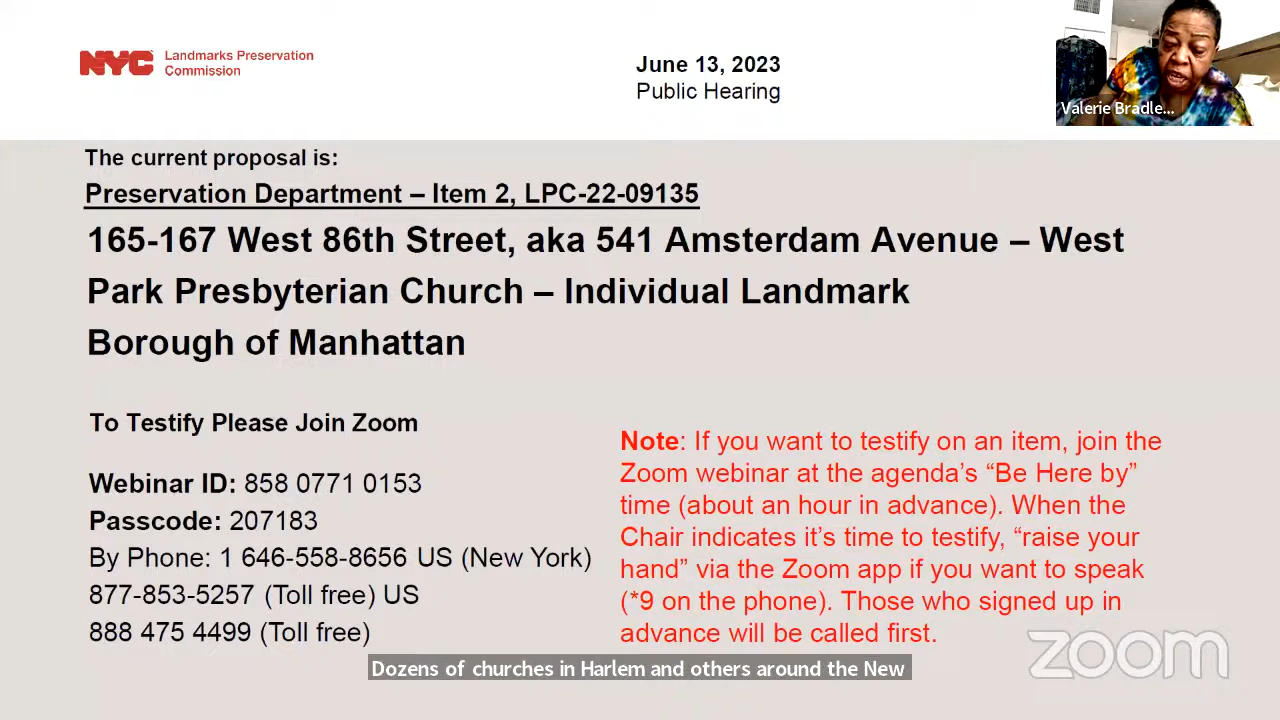 NYC Landmarks Preservation
Commission
June 13, 2023
Public Hearing
Valerie Bradle...
The current proposal is:
Preservation Department – Item 2, LPC-22-09135
165-167 West 86th Street, aka 541 Amsterdam Avenue – West
Park Presbyterian Church – Individual Landmark
Borough of Manhattan
To Testify Please Join Zoom
Webinar ID: 858 0771 0153
Passcode: 207183
By Phone: 1 646-558-8656 US (New York)
877-853-5257 (Toll free) US
888 475 4499 (Toll free)
Note: If you want to testify on an item, join the
Zoom webinar at the agenda’s “Be Here by”
time (about an hour in advance). When the
Chair indicates it’s time to testify, “raise your
hand” via the Zoom app if you want to speak
(*9 on the phone). Those who signed up in
advance will be called first.
zoom
Dozens of churches in Harlem and others around the New